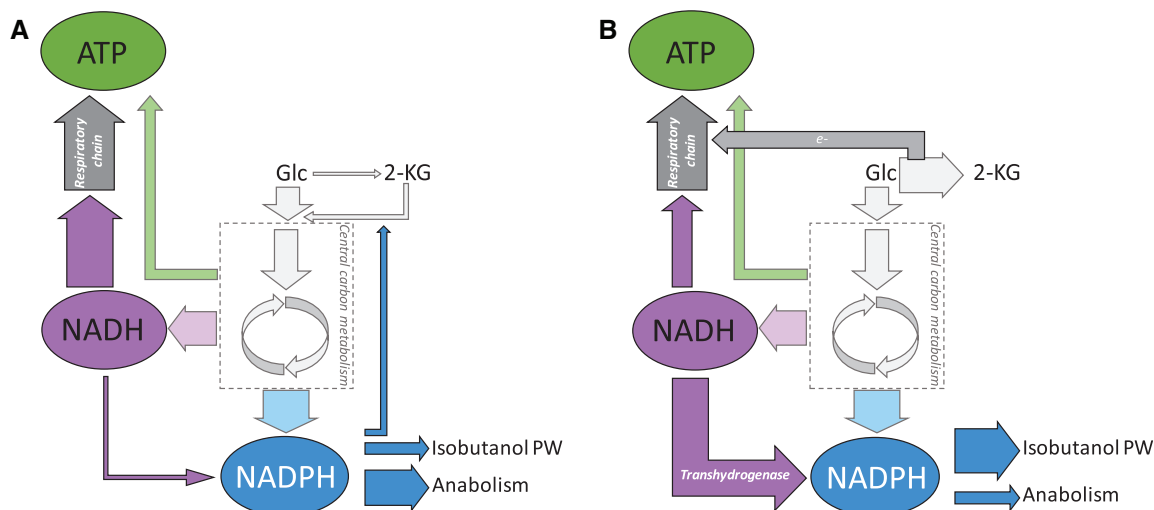 A
ATP
Respiratory
chain
Glc
2-KG
Central carbon metabolism
NADH
NADPH
Isobutanol PW
Anabolism
B
ATP
Respiratory
chain
e-
Glc
2-KG
Central carbon metabolism
NADH
Transhydrogenase
NADPH
Isobutanol PW
Anabolism